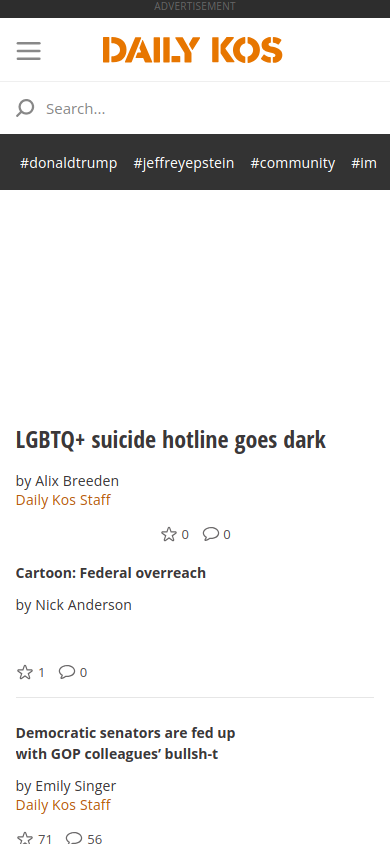 ADVERTISEMENT
DAILY KOS
Search...
#donaldtrump #jeffreyepstein #community #im
LGBTQ+ suicide hotline goes dark
by Alix Breeden
Daily Kos Staff
0 0
Cartoon: Federal overreach
by Nick Anderson
1 0
Democratic senators are fed up
with GOP colleagues’ bullsh-t
by Emily Singer
Daily Kos Staff
71 56